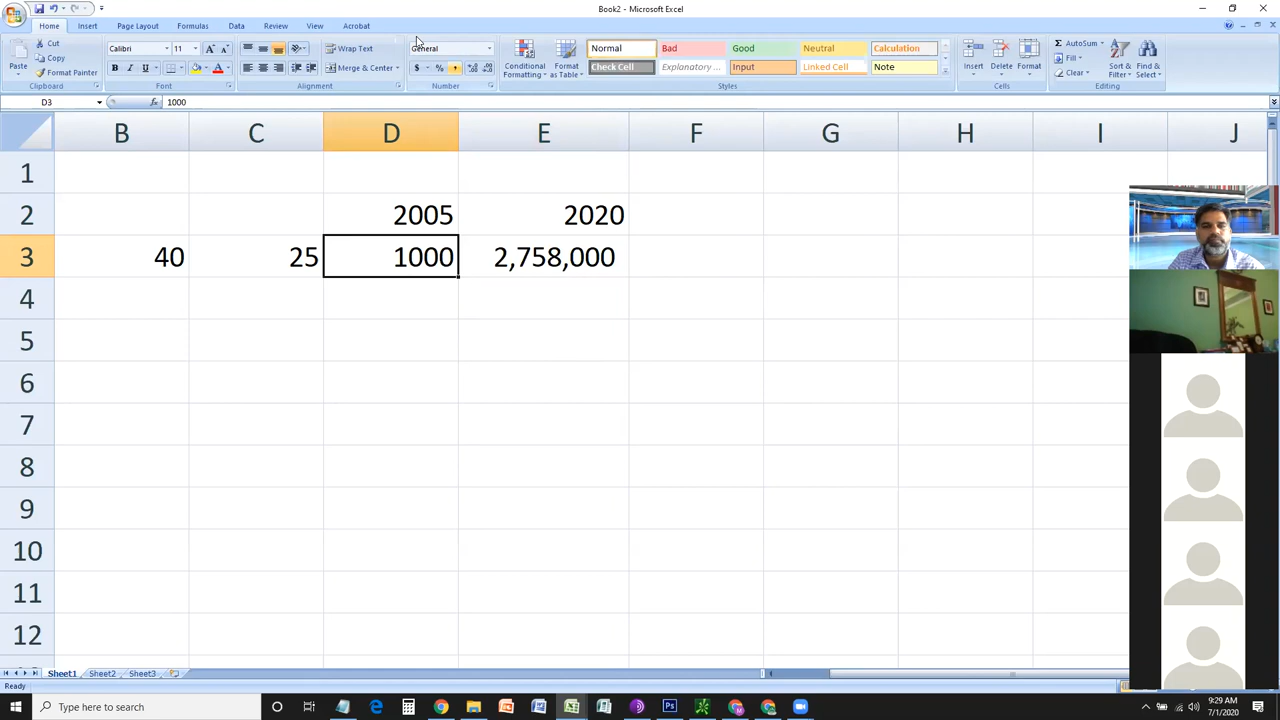 Book2 - Microsoft Excel
Home Insert Page Layout Formulas Data Review View Acrobat
Cut
Copy
Format Painter
Paste
Clipboard
Calibri 11
B I U
Font
Wrap Text
Merge & Center
Alignment
General
$ % ,
Number
Conditional Formatting
Format as Table
Normal Bad Good Neutral Calculation
Check Cell Explanatory ... Input Linked Cell Note
Styles
Insert Delete Format
Cells
Σ AutoSum
Fill
Clear
Sort & Filter
Find & Select
Editing
D3 fx 1000
B C D E F G H I J
1
2 2005 2020
3 40 25 1000 2,758,000
4
5
6
7
8
9
10
11
12
Sheet1 Sheet2 Sheet3
Ready
Type here to search
9:29 AM
7/1/2020